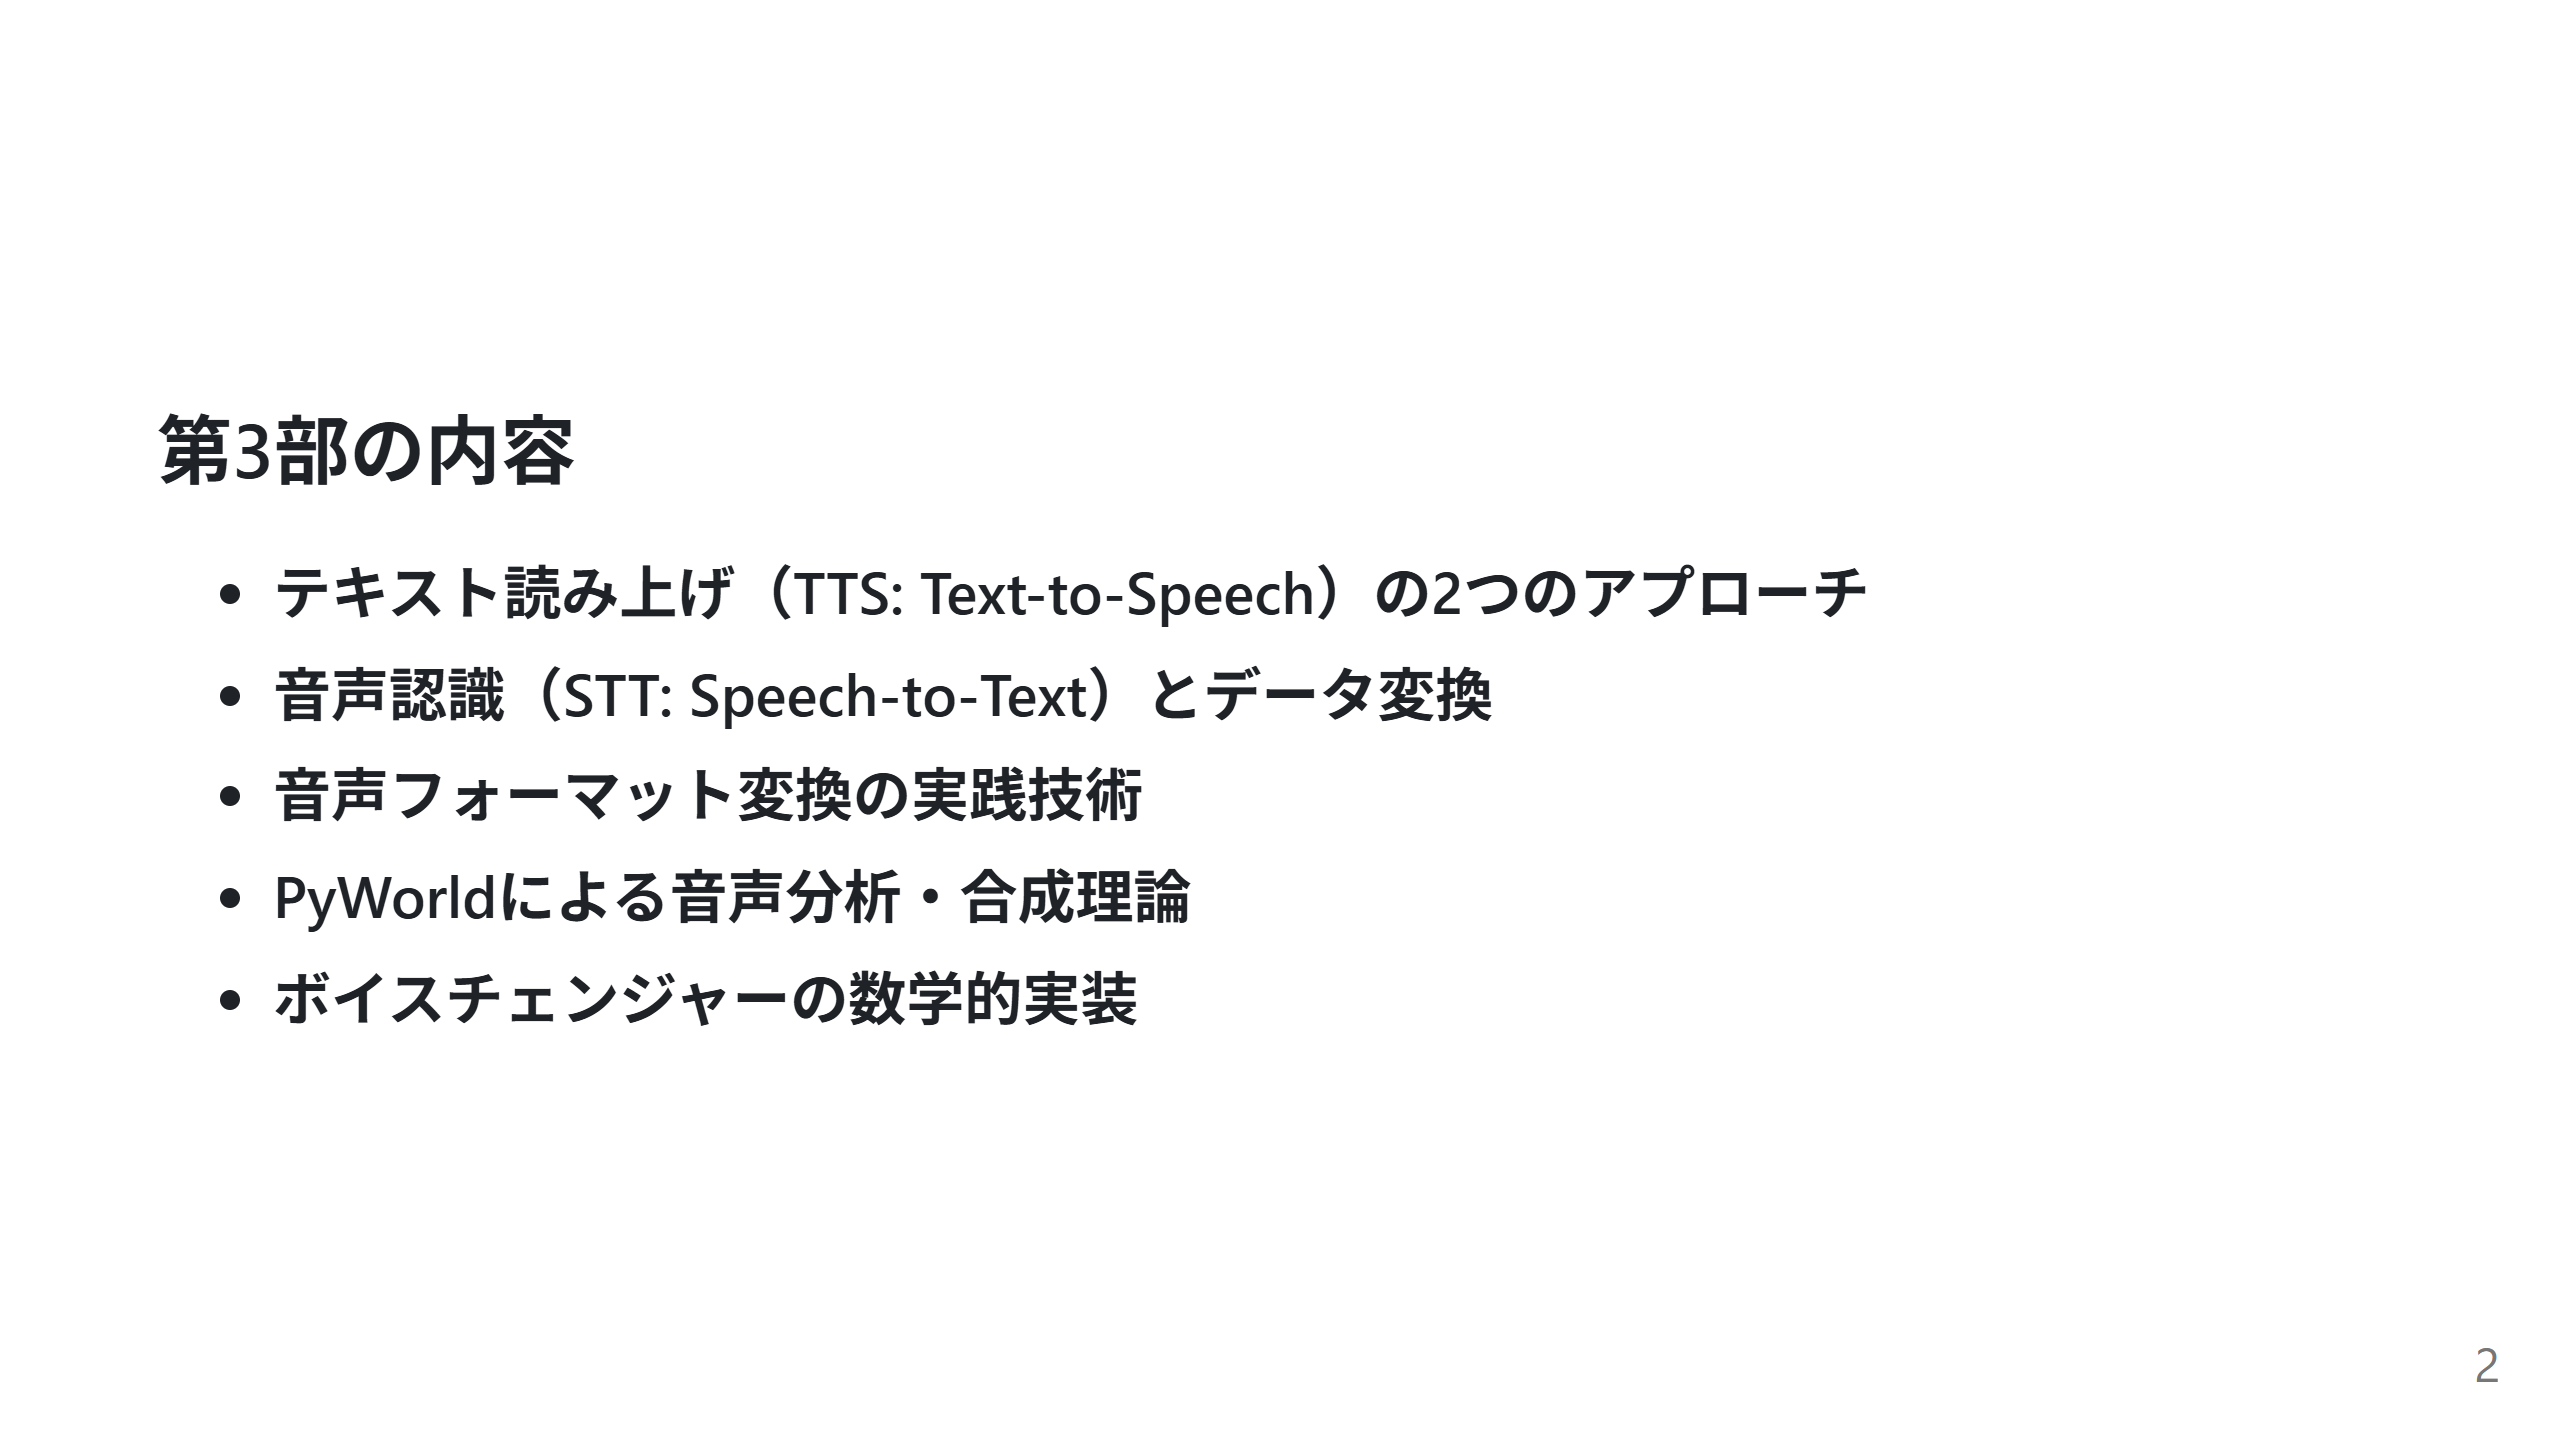 第3部の内容
• テキスト読み上げ（TTS: Text-to-Speech）の2つのアプローチ
• 音声認識（STT: Speech-to-Text）とデータ変換
• 音声フォーマット変換の実践技術
• PyWorldによる音声分析・合成理論
• ボイスチェンジャーの数学的実装
2